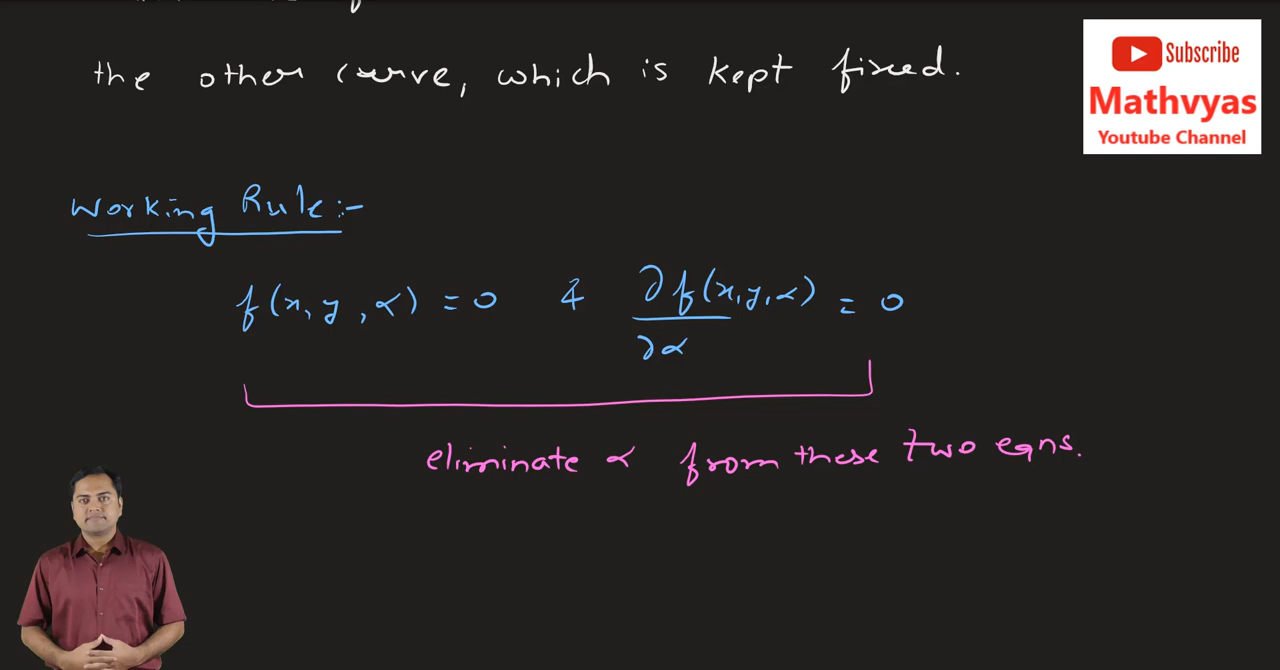 the other curve, which is kept fixed.
Subscribe
Mathvyas
Youtube Channel
Working Rule:-
f(x, y, α) = 0 & ∂f(x,y,α)/∂α = 0
eliminate α from these two eqns.